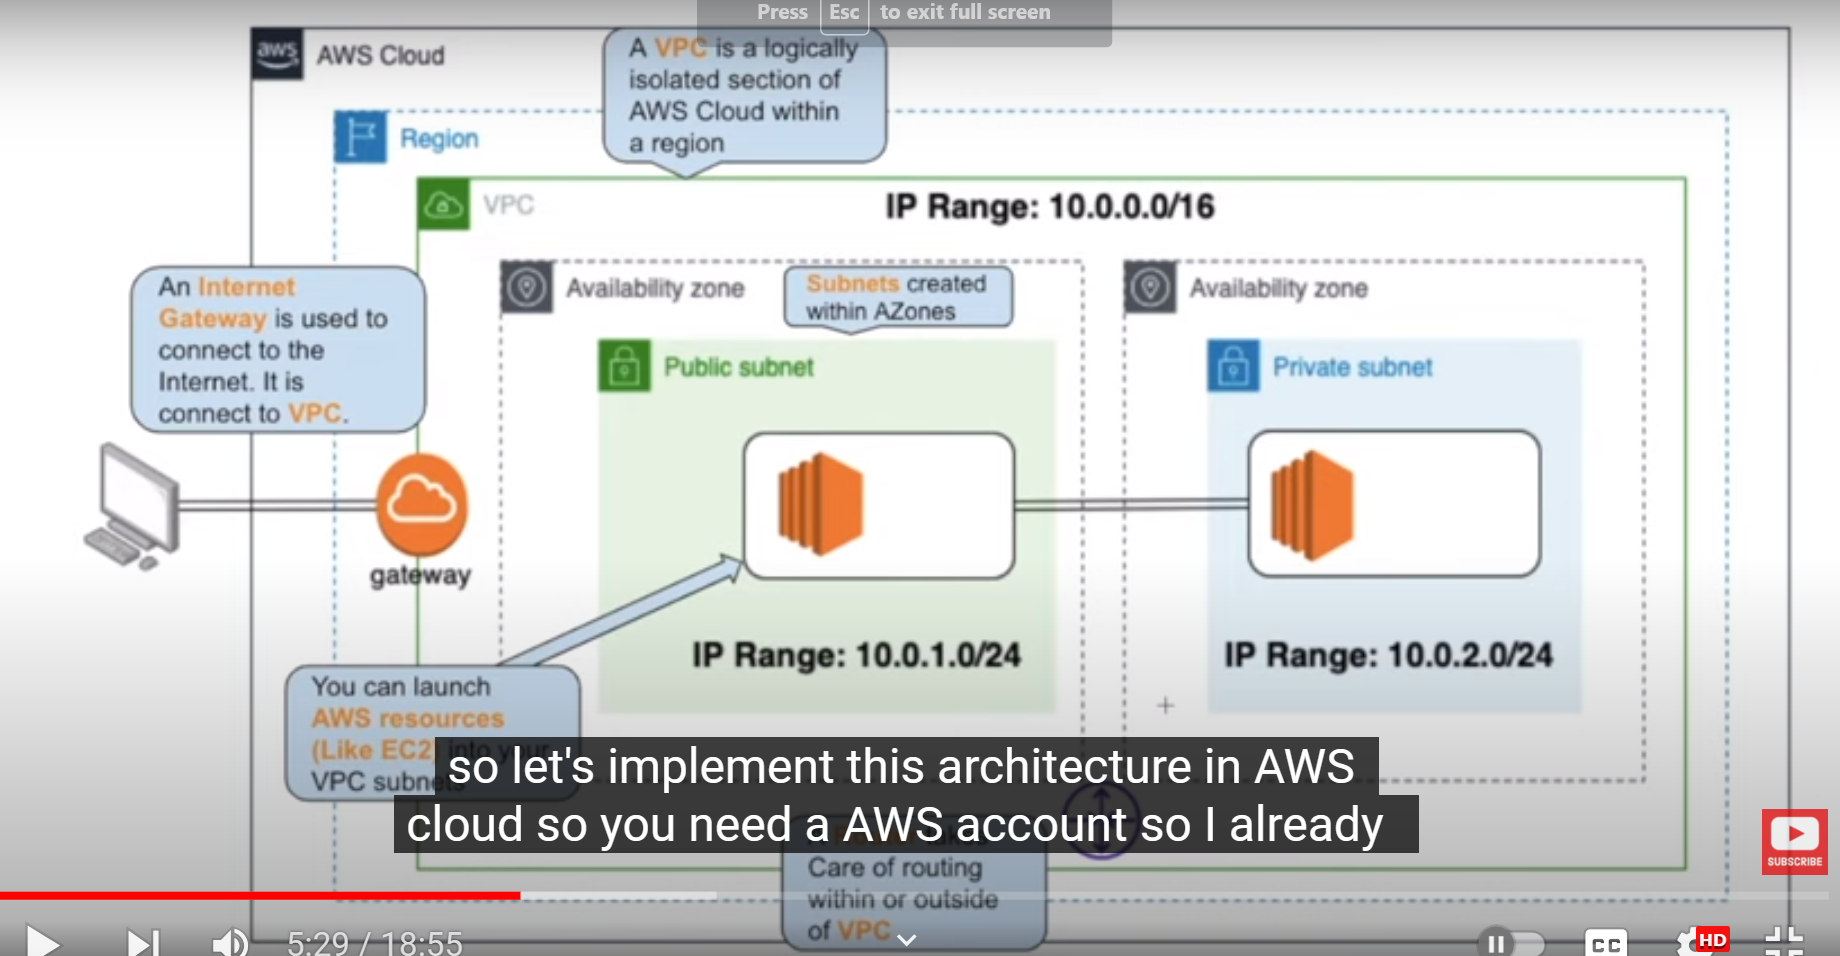 Press Esc to exit full screen
aws AWS Cloud
A VPC is a logically
isolated section of
AWS Cloud within
a region
Region
VPC
IP Range: 10.0.0.0/16
An Internet
Gateway is used to
connect to the
Internet. It is
connect to VPC.
Availability zone
Subnets created
within AZones
Availability zone
Public subnet
Private subnet
gateway
IP Range: 10.0.1.0/24
IP Range: 10.0.2.0/24
You can launch
AWS resources
(Like EC2) into your
VPC subnets
so let's implement this architecture in AWS
cloud so you need a AWS account so I already
Care of routing
within or outside
of VPC
SUBSCRIBE
5:29 / 18:55
CC
HD